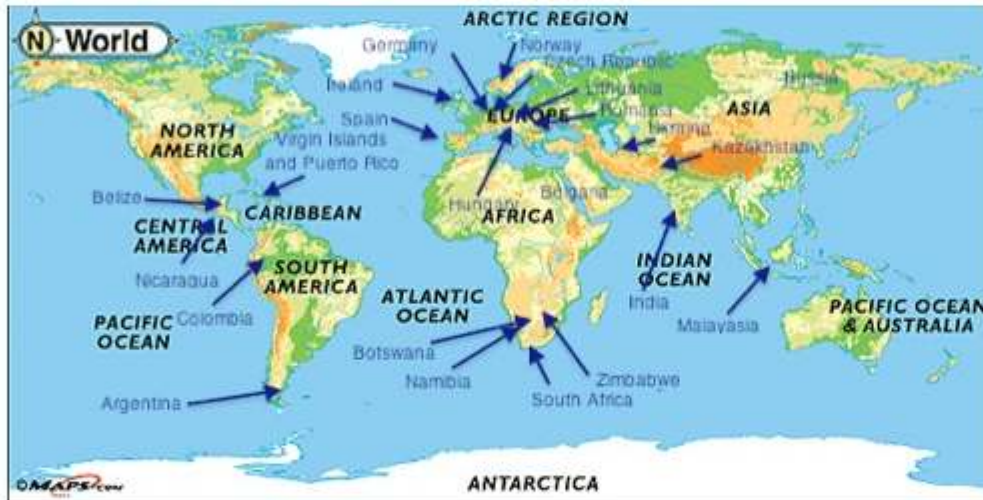 ARCTIC REGION
N World
Germany
Norway
Czech Republic
Ireland
Lithuania
Romania
Russia
EUROPE
ASIA
Spain
NORTH
AMERICA
Virgin Islands
and Puerto Rico
Ukraine
Kazakhstan
Belize
Hungary
Bulgaria
CARIBBEAN
AFRICA
CENTRAL
AMERICA
Nicaragua
SOUTH
AMERICA
INDIAN
OCEAN
ATLANTIC
OCEAN
India
PACIFIC
OCEAN
Colombia
Malayasia
PACIFIC OCEAN
& AUSTRALIA
Botswana
Namibia
Zimbabwe
South Africa
Argentina
ANTARCTICA
©MAPS.COM